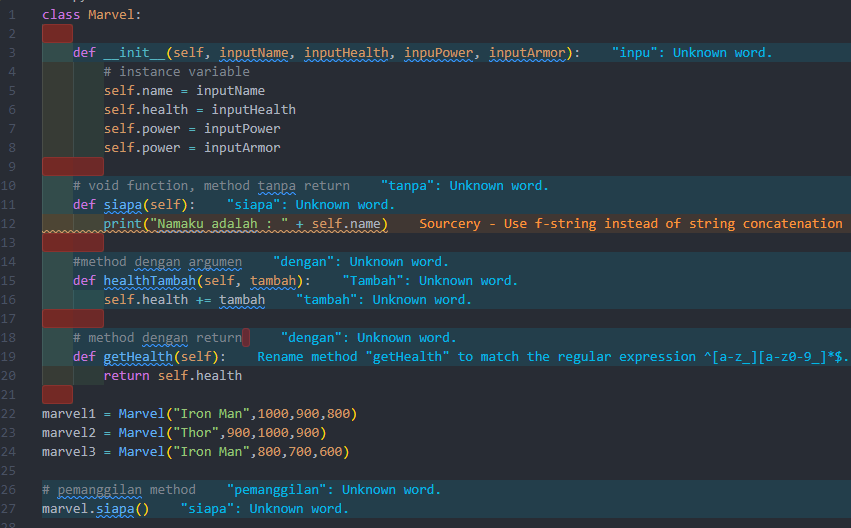 1 class Marvel:
2
3 def __init__(self, inputName, inputHealth, inpuPower, inputArmor): "inpu": Unknown word.
4 # instance variable
5 self.name = inputName
6 self.health = inputHealth
7 self.power = inputPower
8 self.power = inputArmor
9
10 # void function, method tanpa return "tanpa": Unknown word.
11 def siapa(self): "siapa": Unknown word.
12 print("Namaku adalah : " + self.name) Sourcery - Use f-string instead of string concatenation
13
14 #method dengan argumen "dengan": Unknown word.
15 def healthTambah(self, tambah): "Tambah": Unknown word.
16 self.health += tambah "tambah": Unknown word.
17
18 # method dengan return "dengan": Unknown word.
19 def getHealth(self): Rename method "getHealth" to match the regular expression ^[a-z_][a-z0-9_]*$.
20 return self.health
21
22 marvel1 = Marvel("Iron Man",1000,900,800)
23 marvel2 = Marvel("Thor",900,1000,900)
24 marvel3 = Marvel("Iron Man",800,700,600)
25
26 # pemanggilan method "pemanggilan": Unknown word.
27 marvel.siapa() "siapa": Unknown word.
28